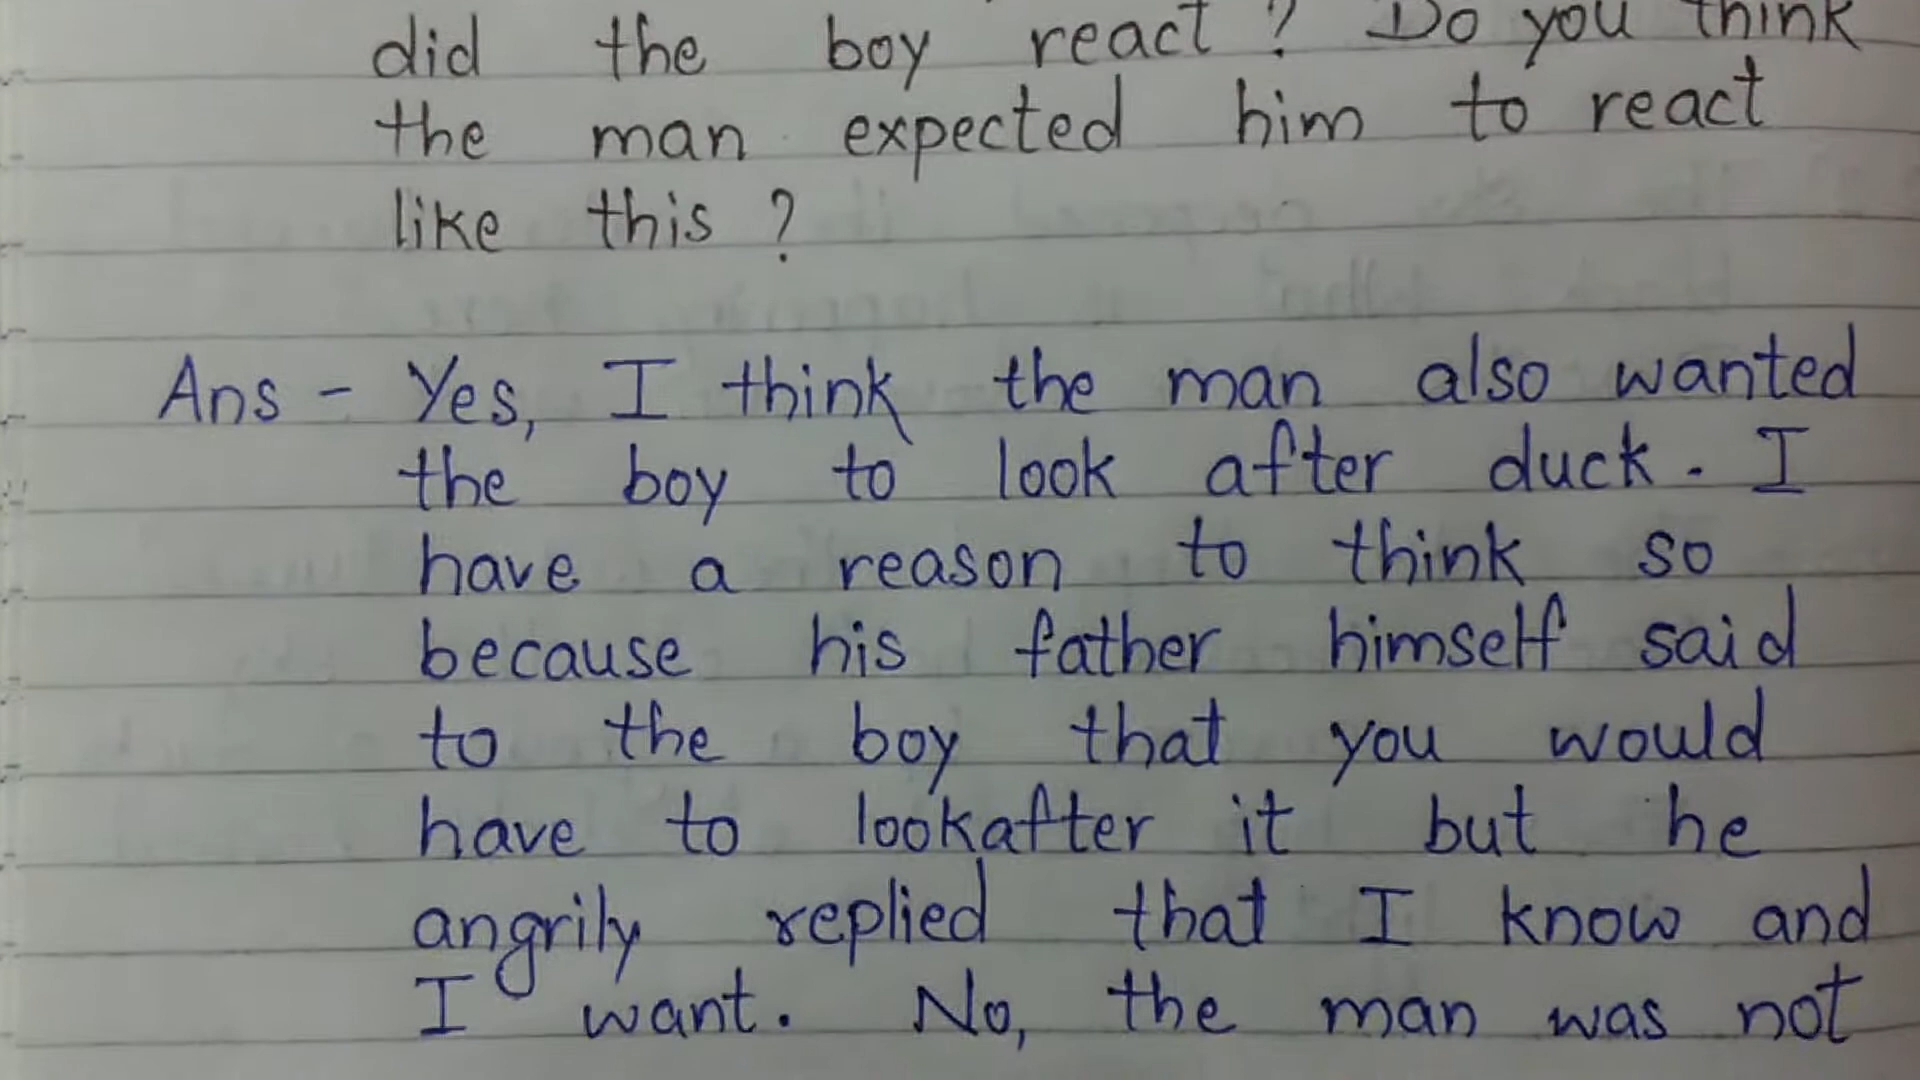 did the boy react ? Do you think
the man expected him to react
like this ?
Ans - Yes, I think the man also wanted
the boy to look after duck. I
have a reason to think so
because his father himself said
to the boy that you would
have to lookafter it but he
angrily replied that I know and
I want. No, the man was not